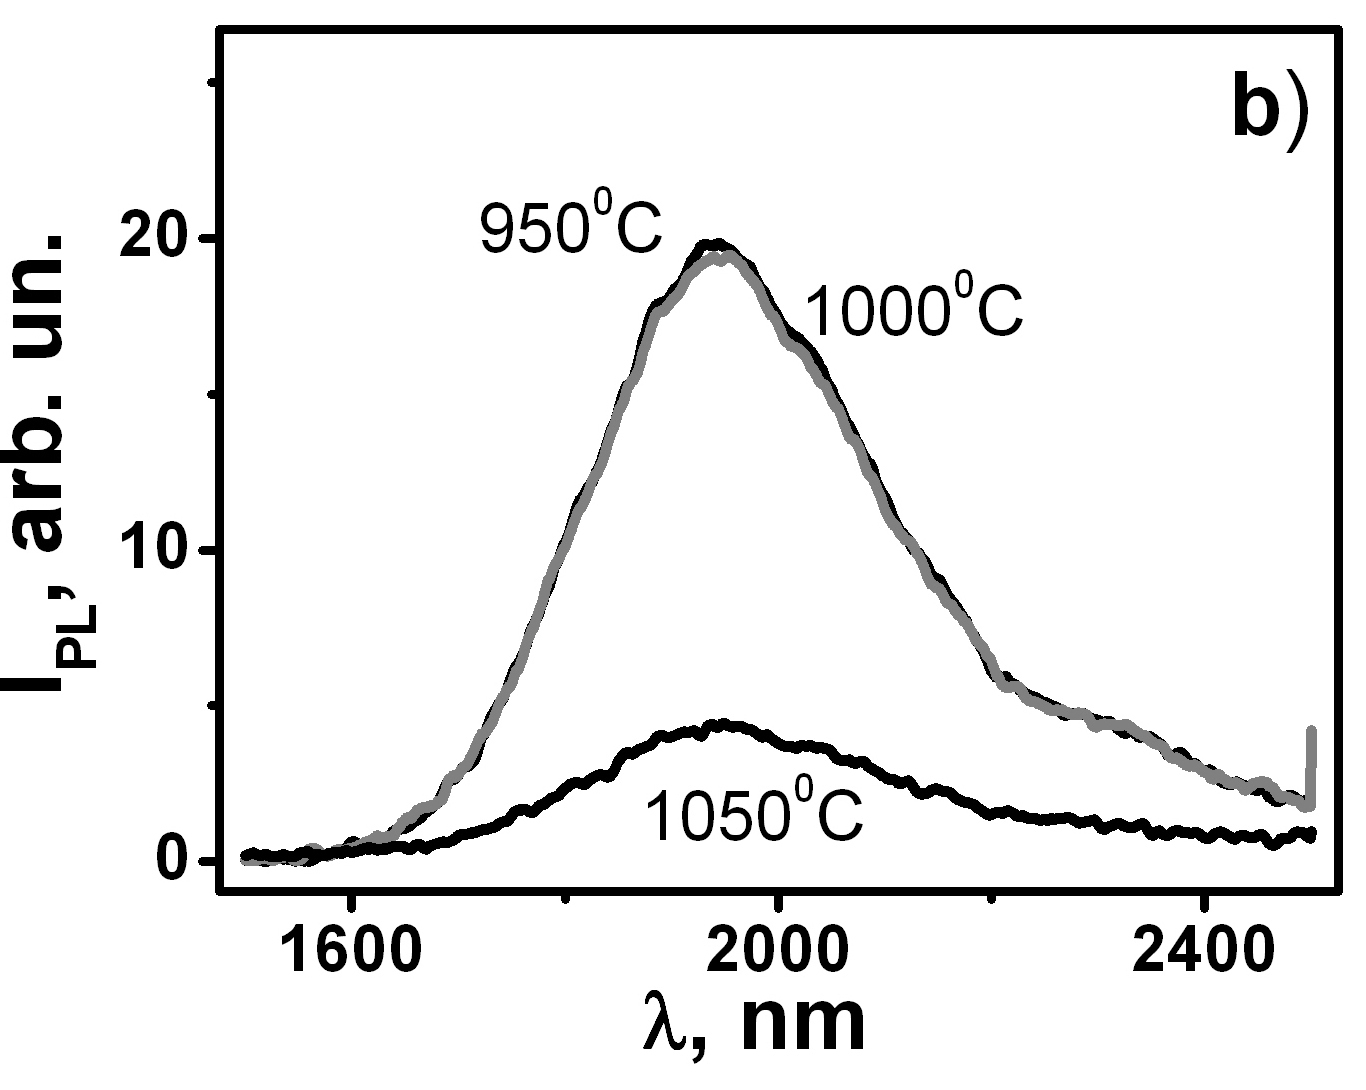 b)
I_PL, arb. un.
20
10
0
950⁰C
1000⁰C
1050⁰C
1600 2000 2400
λ, nm